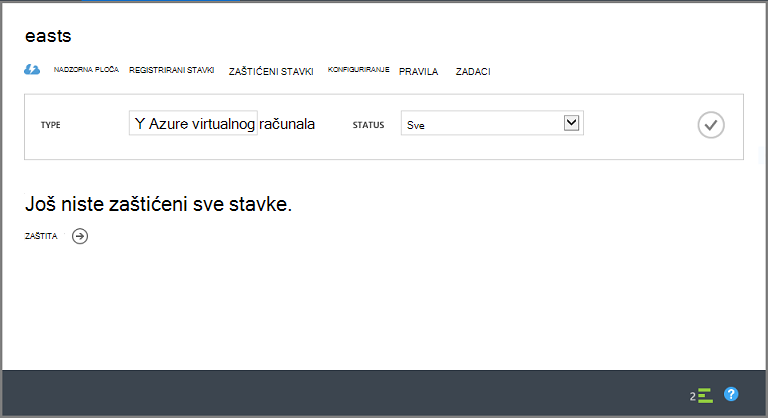 easts
NADZORNA PLOČA REGISTRIRANI STAVKI ZAŠTIĆENI STAVKI KONFIGURIRANJE PRAVILA ZADACI
TYPE Y Azure virtualnog računala STATUS Sve
Još niste zaštićeni sve stavke.
ZAŠTITA
2 ?